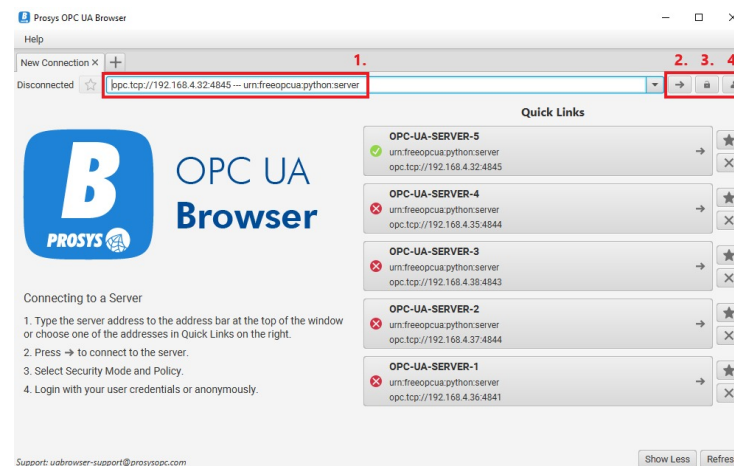 Prosys OPC UA Browser
Help
New Connection
1. 2. 3. 4
Disconnected opc.tcp://192.168.4.32:4845 --- urn:freeopcua:python:server
Quick Links
OPC-UA-SERVER-5
urn:freeopcua:python:server
opc.tcp://192.168.4.32:4845
OPC-UA-SERVER-4
urn:freeopcua:python:server
opc.tcp://192.168.4.35:4844
OPC-UA-SERVER-3
urn:freeopcua:python:server
opc.tcp://192.168.4.38:4843
OPC-UA-SERVER-2
urn:freeopcua:python:server
opc.tcp://192.168.4.37:4844
OPC-UA-SERVER-1
urn:freeopcua:python:server
opc.tcp://192.168.4.36:4841
B
PROSYS
OPC UA
Browser
Connecting to a Server
1. Type the server address to the address bar at the top of the window
or choose one of the addresses in Quick Links on the right.
2. Press → to connect to the server.
3. Select Security Mode and Policy.
4. Login with your user credentials or anonymously.
Support: uabrowser-support@prosysopc.com
Show Less Refres